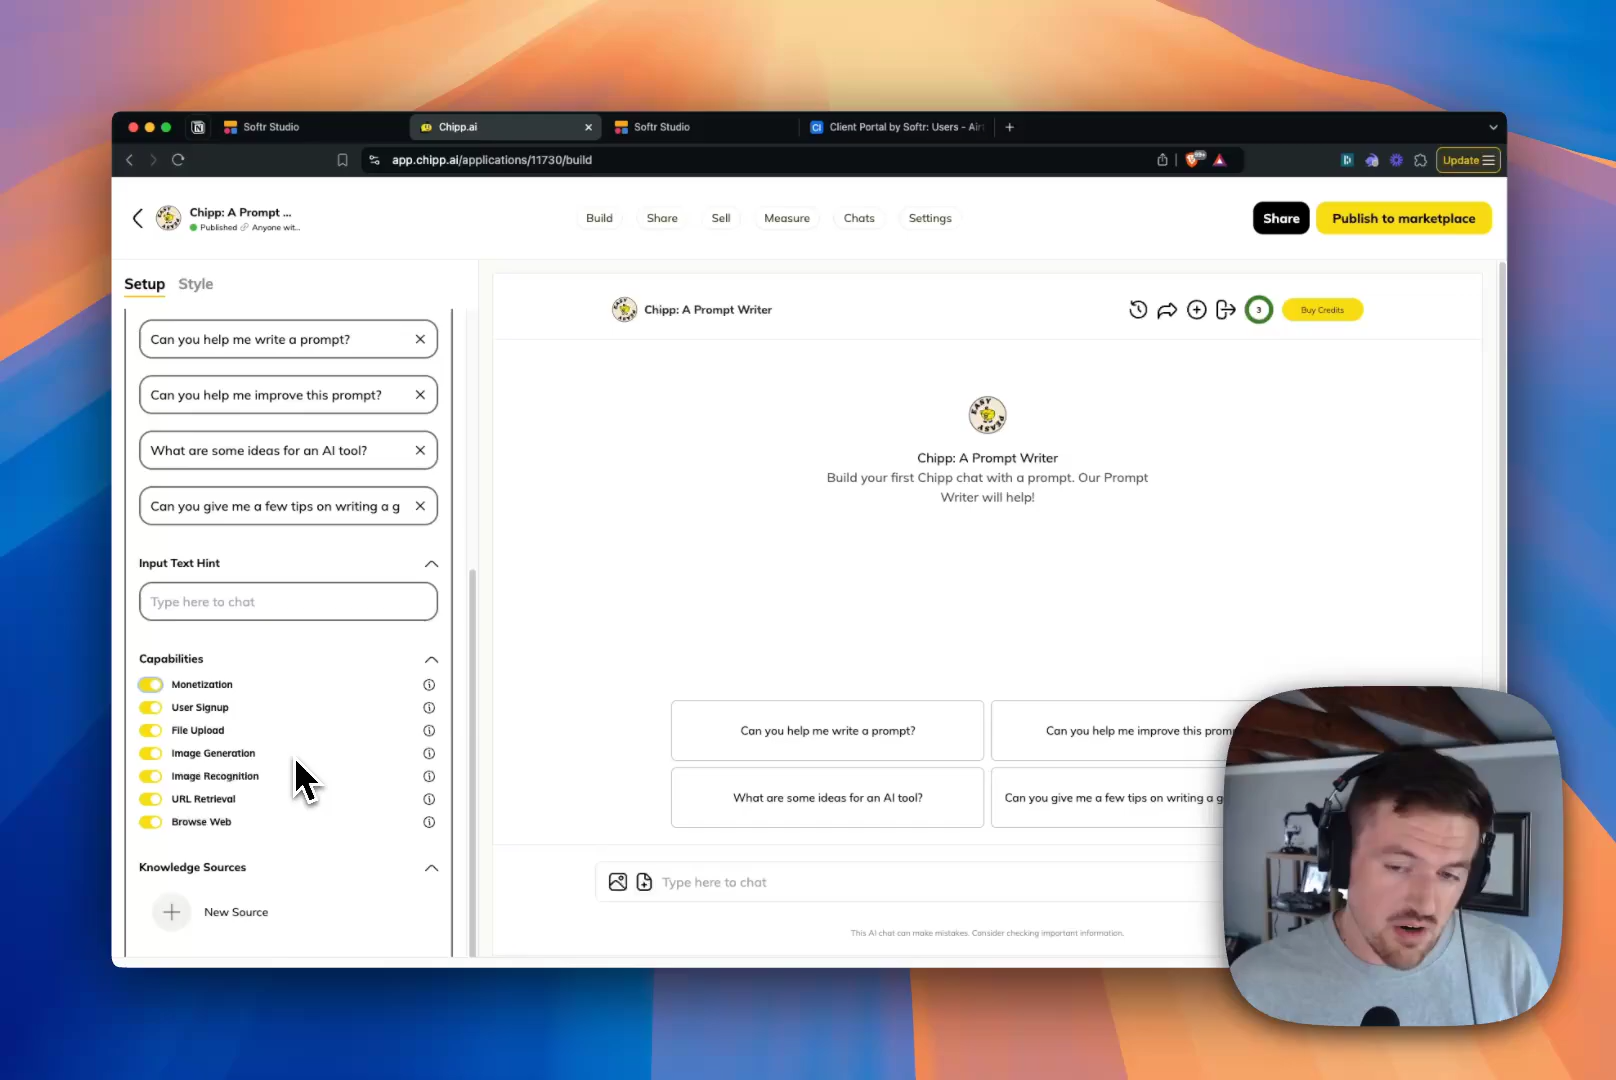 Softr Studio
Chipp.ai
Softr Studio
Client Portal by Softr: Users - Air
app.chipp.ai/applications/11730/build
Update
Chipp: A Prompt ...
Published
Anyone wit...
Build
Share
Sell
Measure
Chats
Settings
Share
Publish to marketplace
Setup
Style
Can you help me write a prompt?
Can you help me improve this prompt?
What are some ideas for an AI tool?
Can you give me a few tips on writing a g
Input Text Hint
Type here to chat
Capabilities
Monetization
User Signup
File Upload
Image Generation
Image Recognition
URL Retrieval
Browse Web
Knowledge Sources
New Source
Chipp: A Prompt Writer
3
Buy Credits
EASY
PEASY
Chipp: A Prompt Writer
Build your first Chipp chat with a prompt. Our Prompt
Writer will help!
Can you help me write a prompt?
Can you help me improve this prom
What are some ideas for an AI tool?
Can you give me a few tips on writing a g
Type here to chat
This AI chat can make mistakes. Consider checking important information.